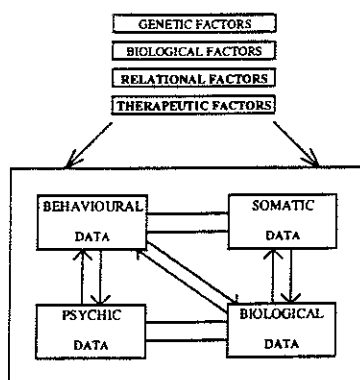 GENETIC FACTORS
BIOLOGICAL FACTORS
RELATIONAL FACTORS
THERAPEUTIC FACTORS
BEHAVIOURAL
DATA
SOMATIC
DATA
PSYCHIC
DATA
BIOLOGICAL
DATA